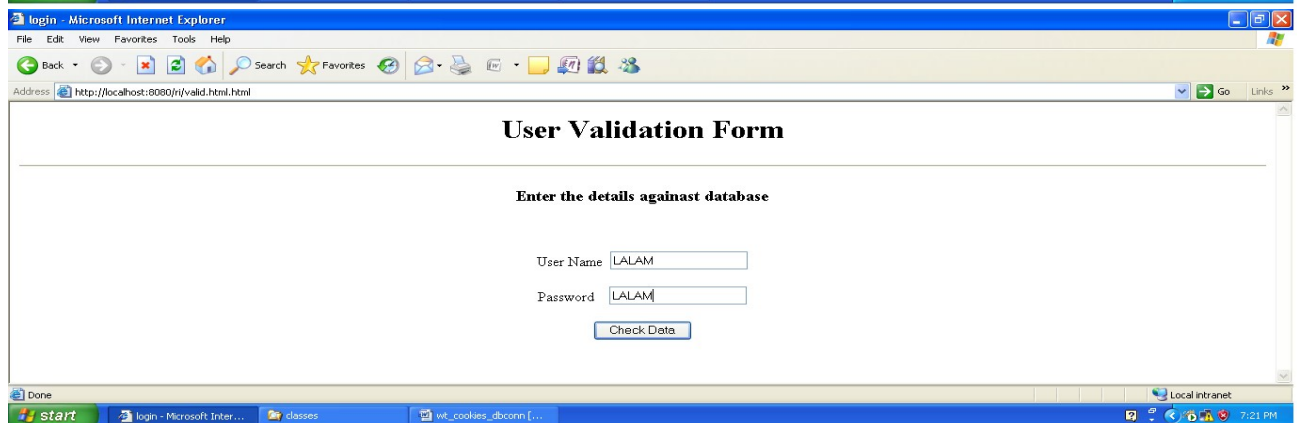 login - Microsoft Internet Explorer
File Edit View Favorites Tools Help
Back Search Favorites
Address http://localhost:8080/ri/valid.html.html Go Links »
User Validation Form
Enter the details againast database
User Name LALAM
Password LALAM
Check Data
Done Local intranet
start login - Microsoft Inter... classes wt_cookies_dbconn [... 7:21 PM